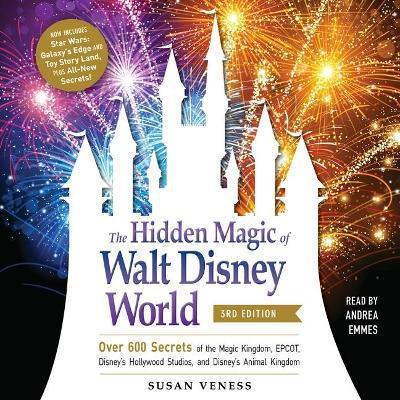 NOW INCLUDES
Star Wars:
Galaxy's Edge AND
Toy Story Land,
PLUS All-New
Secrets!
The Hidden Magic of
Walt Disney
World
3RD EDITION
READ BY
ANDREA
EMMES
Over 600 Secrets of the Magic Kingdom, EPCOT,
Disney's Hollywood Studios, and Disney's Animal Kingdom
SUSAN VENESS